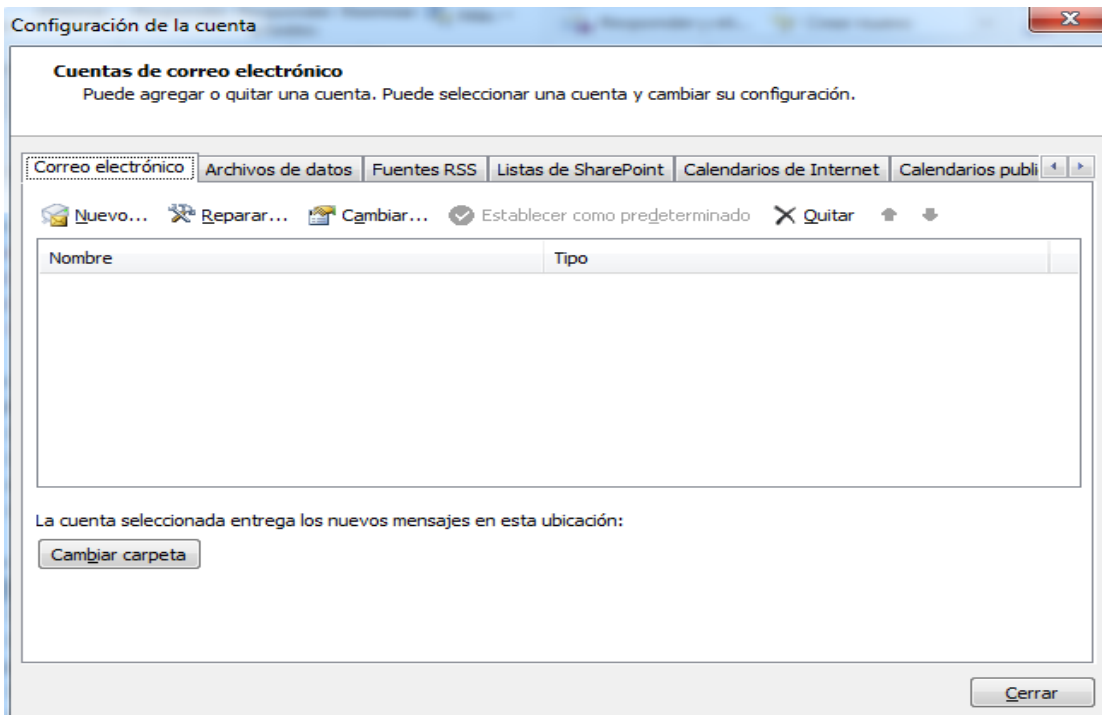 Configuración de la cuenta
Cuentas de correo electrónico
Puede agregar o quitar una cuenta. Puede seleccionar una cuenta y cambiar su configuración.
Correo electrónico Archivos de datos Fuentes RSS Listas de SharePoint Calendarios de Internet Calendarios publi
Nuevo... Reparar... Cambiar... Establecer como predeterminado Quitar
Nombre Tipo
La cuenta seleccionada entrega los nuevos mensajes en esta ubicación:
Cambiar carpeta
Cerrar